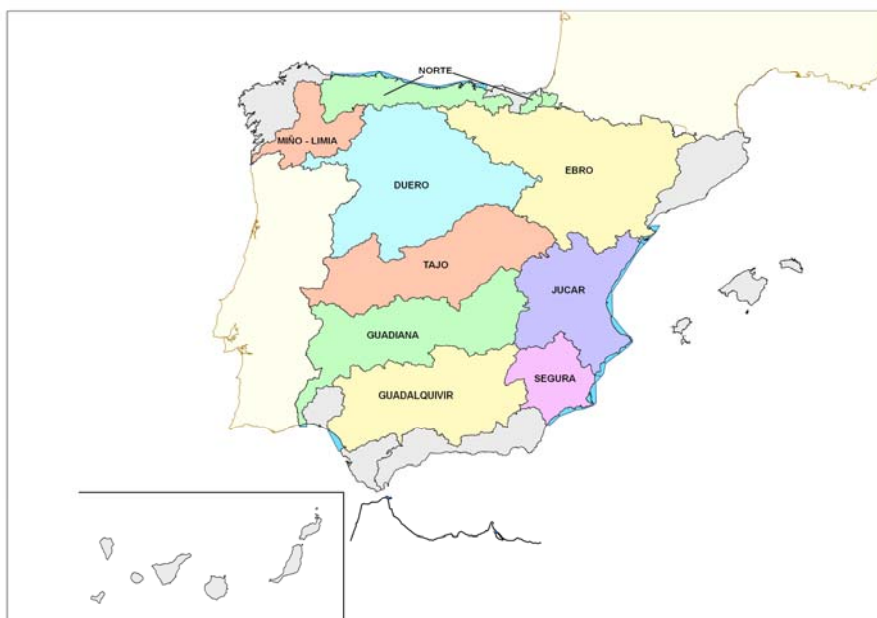 NORTE
MIÑO - LIMIA
EBRO
DUERO
TAJO
JUCAR
GUADIANA
SEGURA
GUADALQUIVIR